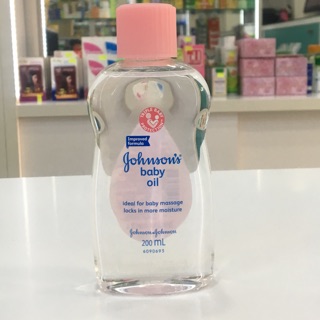 Improved
formula
Johnson's
baby
oil
ideal for baby massage
locks in more moisture
Johnson & Johnson
200 mL